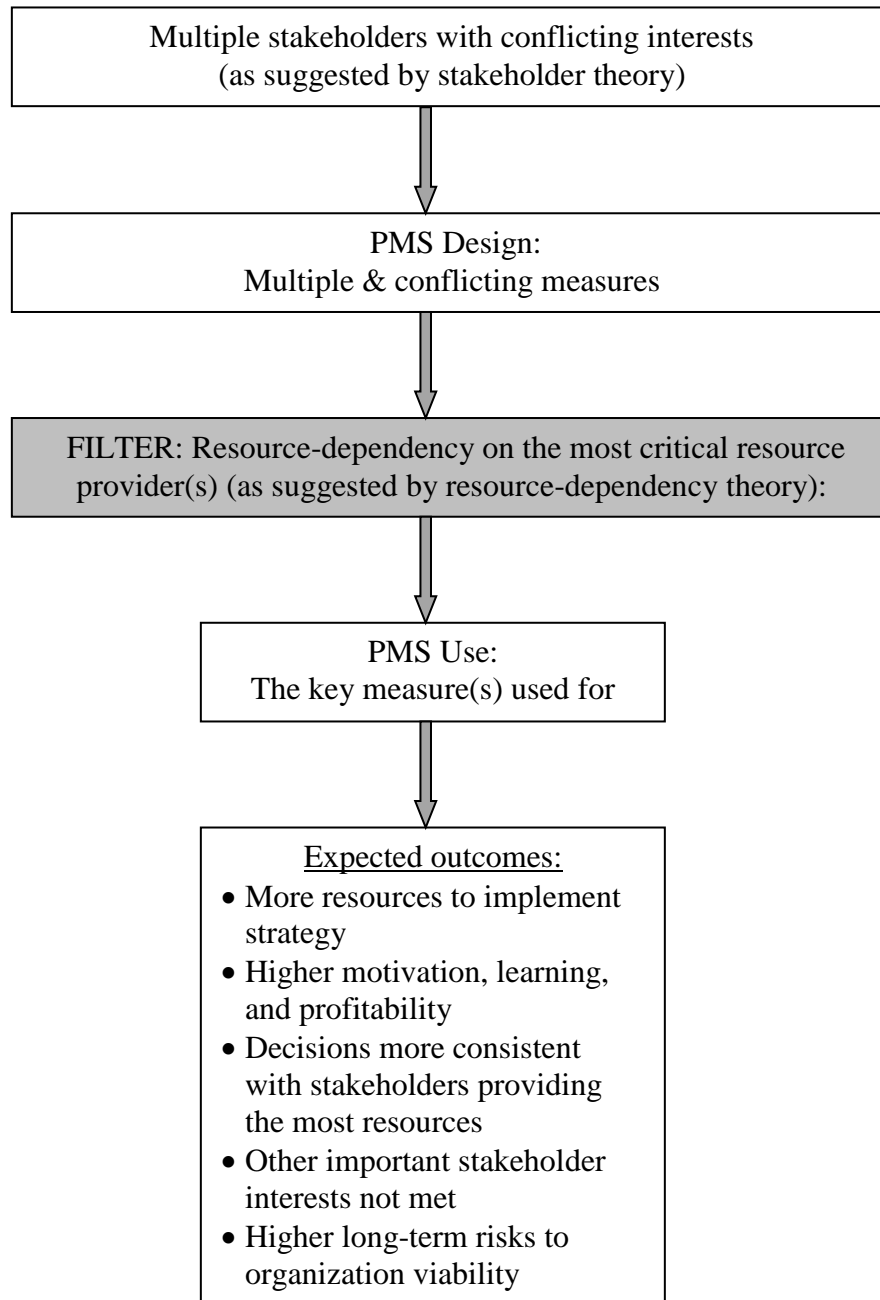 Multiple stakeholders with conflicting interests
(as suggested by stakeholder theory)
PMS Design:
Multiple & conflicting measures
FILTER: Resource-dependency on the most critical resource
provider(s) (as suggested by resource-dependency theory):
PMS Use:
The key measure(s) used for
Expected outcomes:
• More resources to implement
strategy
• Higher motivation, learning,
and profitability
• Decisions more consistent
with stakeholders providing
the most resources
• Other important stakeholder
interests not met
• Higher long-term risks to
organization viability